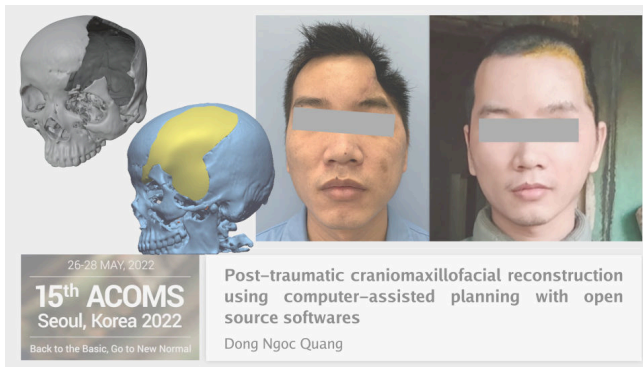 26-28 MAY, 2022
15th ACOMS
Seoul, Korea 2022
Back to the Basic, Go to New Normal
Post-traumatic craniomaxillofacial reconstruction
using computer-assisted planning with open
source softwares
Dong Ngoc Quang